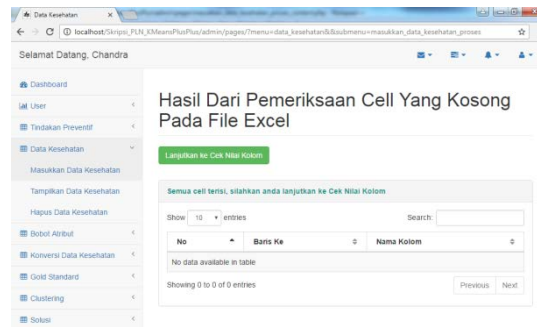 Data Kesehatan
localhost/Skripsi_PLN_KMeansPlusPlus/admin/pages/?menu=data_kesehatan&&submenu=masukkan_data_kesehatan_proses
Selamat Datang, Chandra
Dashboard
User
Tindakan Preventif
Data Kesehatan
Masukkan Data Kesehatan
Tampilkan Data Kesehatan
Hapus Data Kesehatan
Bobot Atribut
Konversi Data Kesehatan
Gold Standard
Clustering
Solusi
Hasil Dari Pemeriksaan Cell Yang Kosong
Pada File Excel
Lanjutkan ke Cek Nilai Kolom
Semua cell terisi, silahkan anda lanjutkan ke Cek Nilai Kolom
Show 10 entries Search:
No Baris Ke Nama Kolom
No data available in table
Showing 0 to 0 of 0 entries
Previous Next